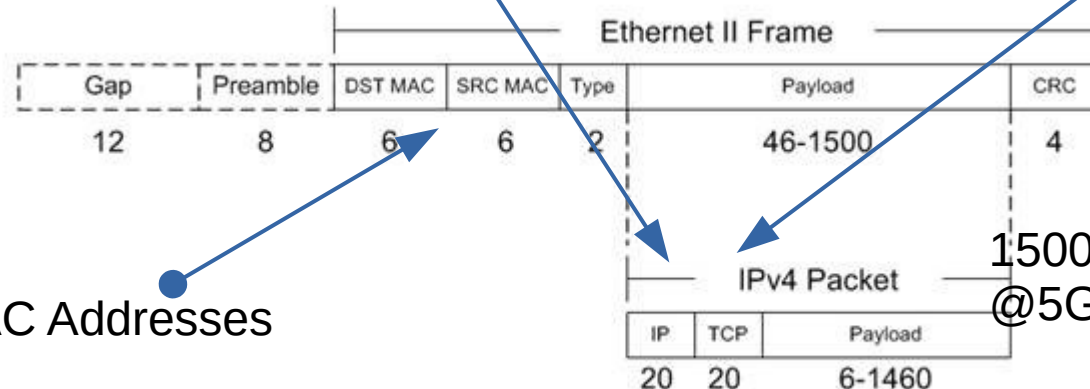 Ethernet II Frame
Gap Preamble DST MAC SRC MAC Type Payload CRC
12 8 6 6 2 46-1500 4
1500
IPv4 Packet
@5G
C Addresses
IP TCP Payload
20 20 6-1460